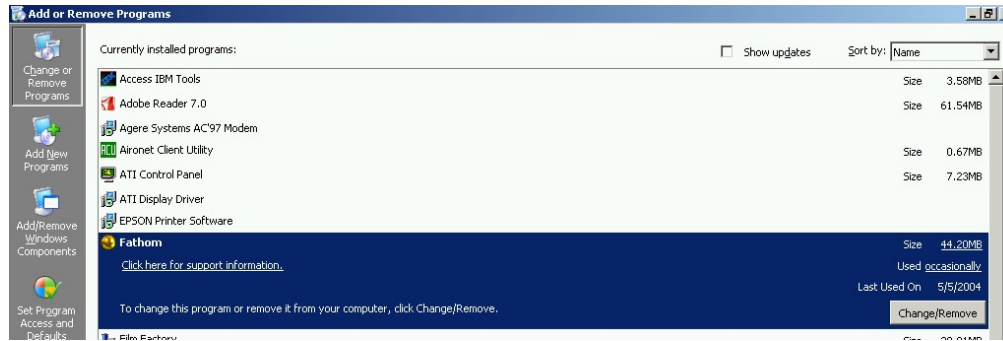 Add or Remove Programs
Change or
Remove
Programs
Add New
Programs
Add/Remove
Windows
Components
Set Program
Access and
Defaults
Currently installed programs:
Show updates
Sort by: Name
Access IBM Tools Size 3.58MB
Adobe Reader 7.0 Size 61.54MB
Agere Systems AC'97 Modem
Aironet Client Utility Size 0.67MB
ATI Control Panel Size 7.23MB
ATI Display Driver
EPSON Printer Software
Fathom Size 44.20MB
Click here for support information. Used occasionally
Last Used On 5/5/2004
To change this program or remove it from your computer, click Change/Remove. Change/Remove
Film Factory Size